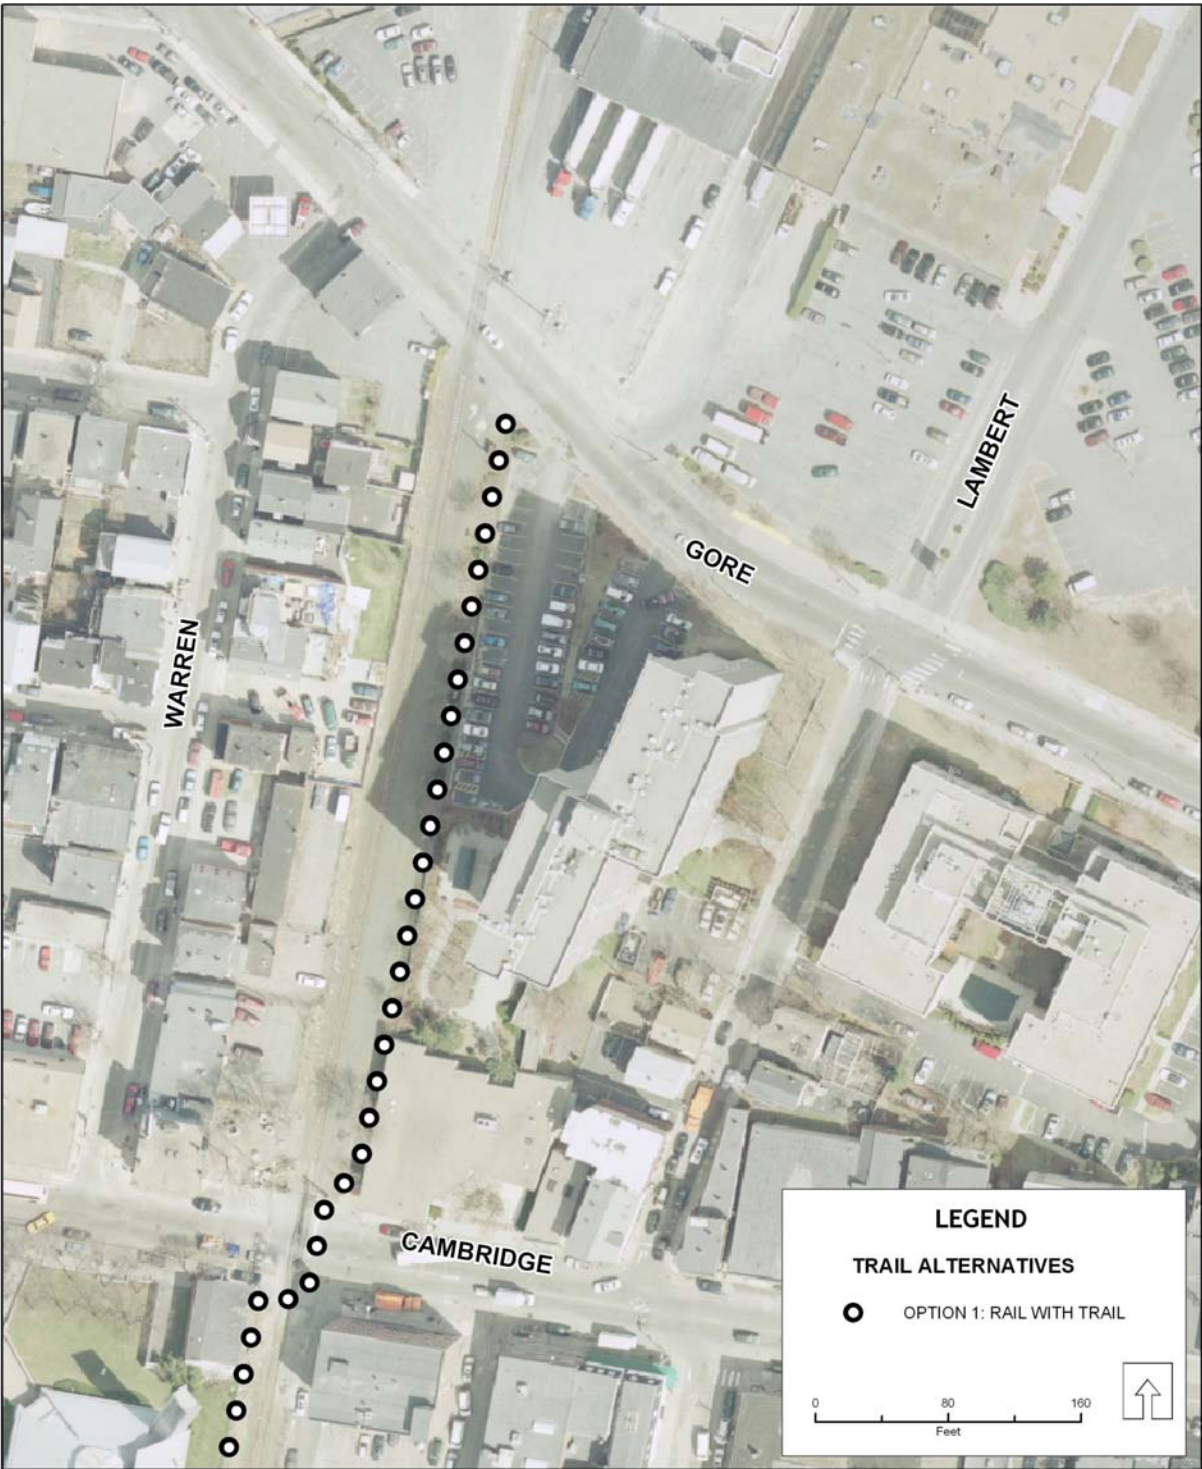 LAMBERT
GORE
WARREN
CAMBRIDGE
LEGEND
TRAIL ALTERNATIVES
OPTION 1: RAIL WITH TRAIL
0 80 160
Feet